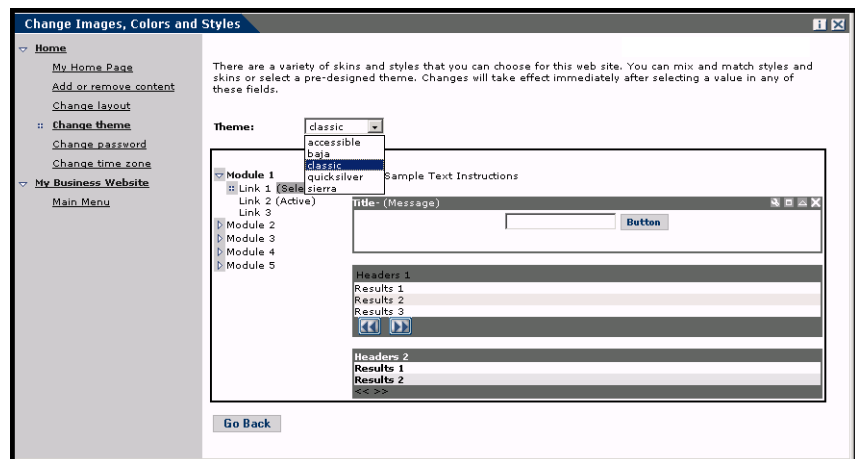 Change Images, Colors and Styles
Home
My Home Page
Add or remove content
Change layout
Change theme
Change password
Change time zone
My Business Website
Main Menu
There are a variety of skins and styles that you can choose for this web site. You can mix and match styles and
skins or select a pre-designed theme. Changes will take effect immediately after selecting a value in any of
these fields.
Theme: classic
accessible
baja
classic
quicksilver
sierra
Module 1
Link 1 (Sele
Link 2 (Active)
Link 3
Module 2
Module 3
Module 4
Module 5
Sample Text Instructions
Title- (Message)
Button
Headers 1
Results 1
Results 2
Results 3
Headers 2
Results 1
Results 2
<< >>
Go Back